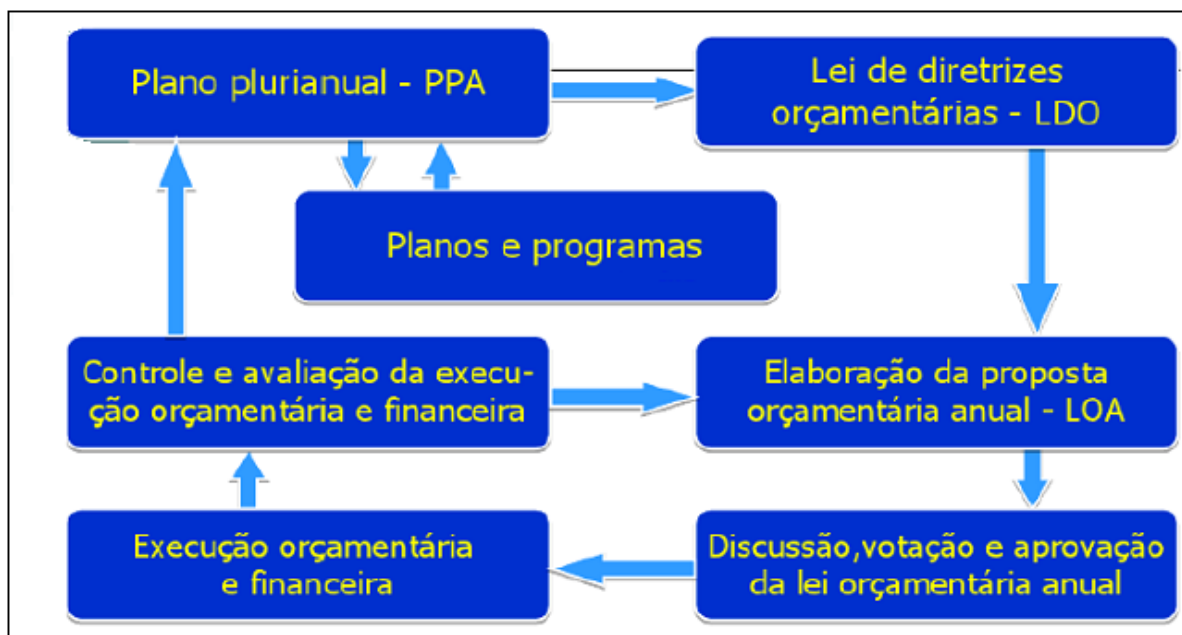 Plano plurianual - PPA
Lei de diretrizes
orçamentárias - LDO
Planos e programas
Controle e avaliação da execu-
ção orçamentária e financeira
Elaboração da proposta
orçamentária anual - LOA
Execução orçamentária
e financeira
Discussão,votação e aprovação
da lei orçamentária anual